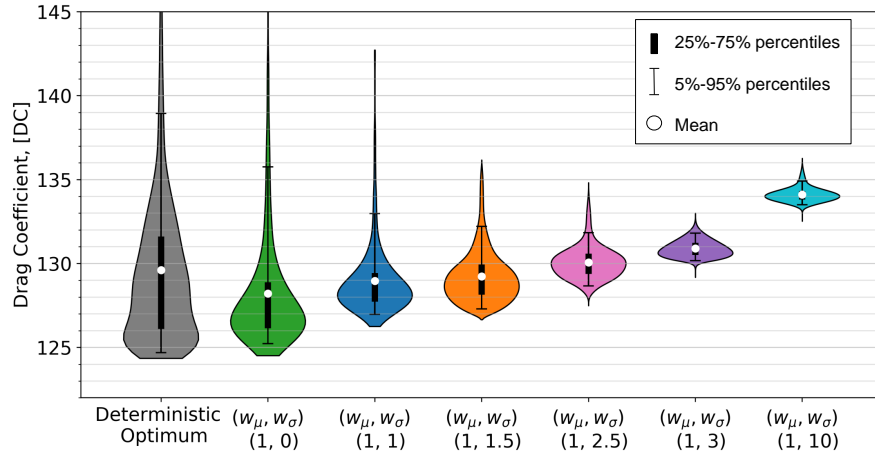 145
140
135
130
125
Drag Coefficient, [DC]
25%-75% percentiles
5%-95% percentiles
Mean
Deterministic
Optimum
(wμ, wσ)
(1, 0)
(wμ, wσ)
(1, 1)
(wμ, wσ)
(1, 1.5)
(wμ, wσ)
(1, 2.5)
(wμ, wσ)
(1, 3)
(wμ, wσ)
(1, 10)